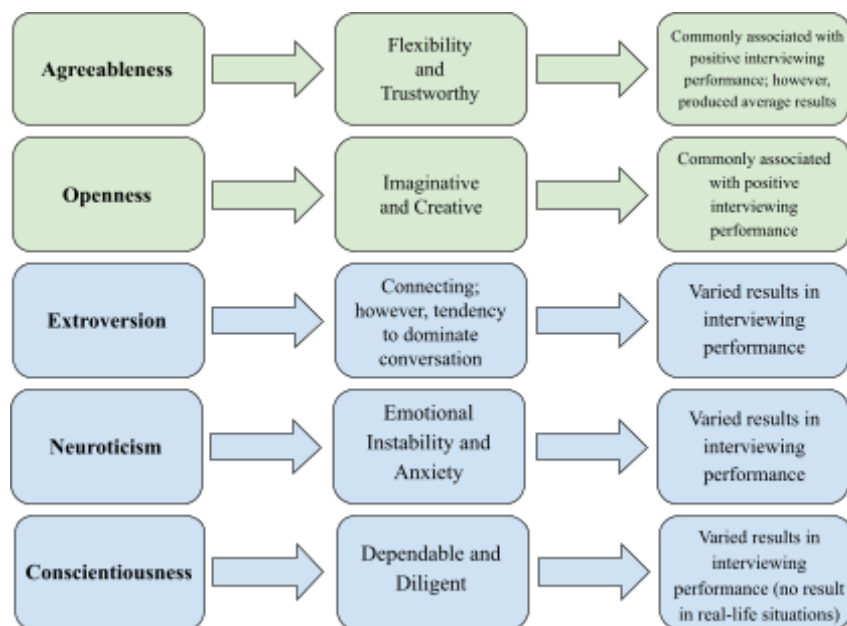 Agreeableness
Flexibility
and
Trustworthy
Commonly associated with
positive interviewing
performance; however,
produced average results
Openness
Imaginative
and Creative
Commonly associated
with positive
interviewing
performance
Extroversion
Connecting;
however, tendency
to dominate
conversation
Varied results in
interviewing
performance
Neuroticism
Emotional
Instability and
Anxiety
Varied results in
interviewing
performance
Conscientiousness
Dependable and
Diligent
Varied results in
interviewing
performance (no result
in real-life situations)